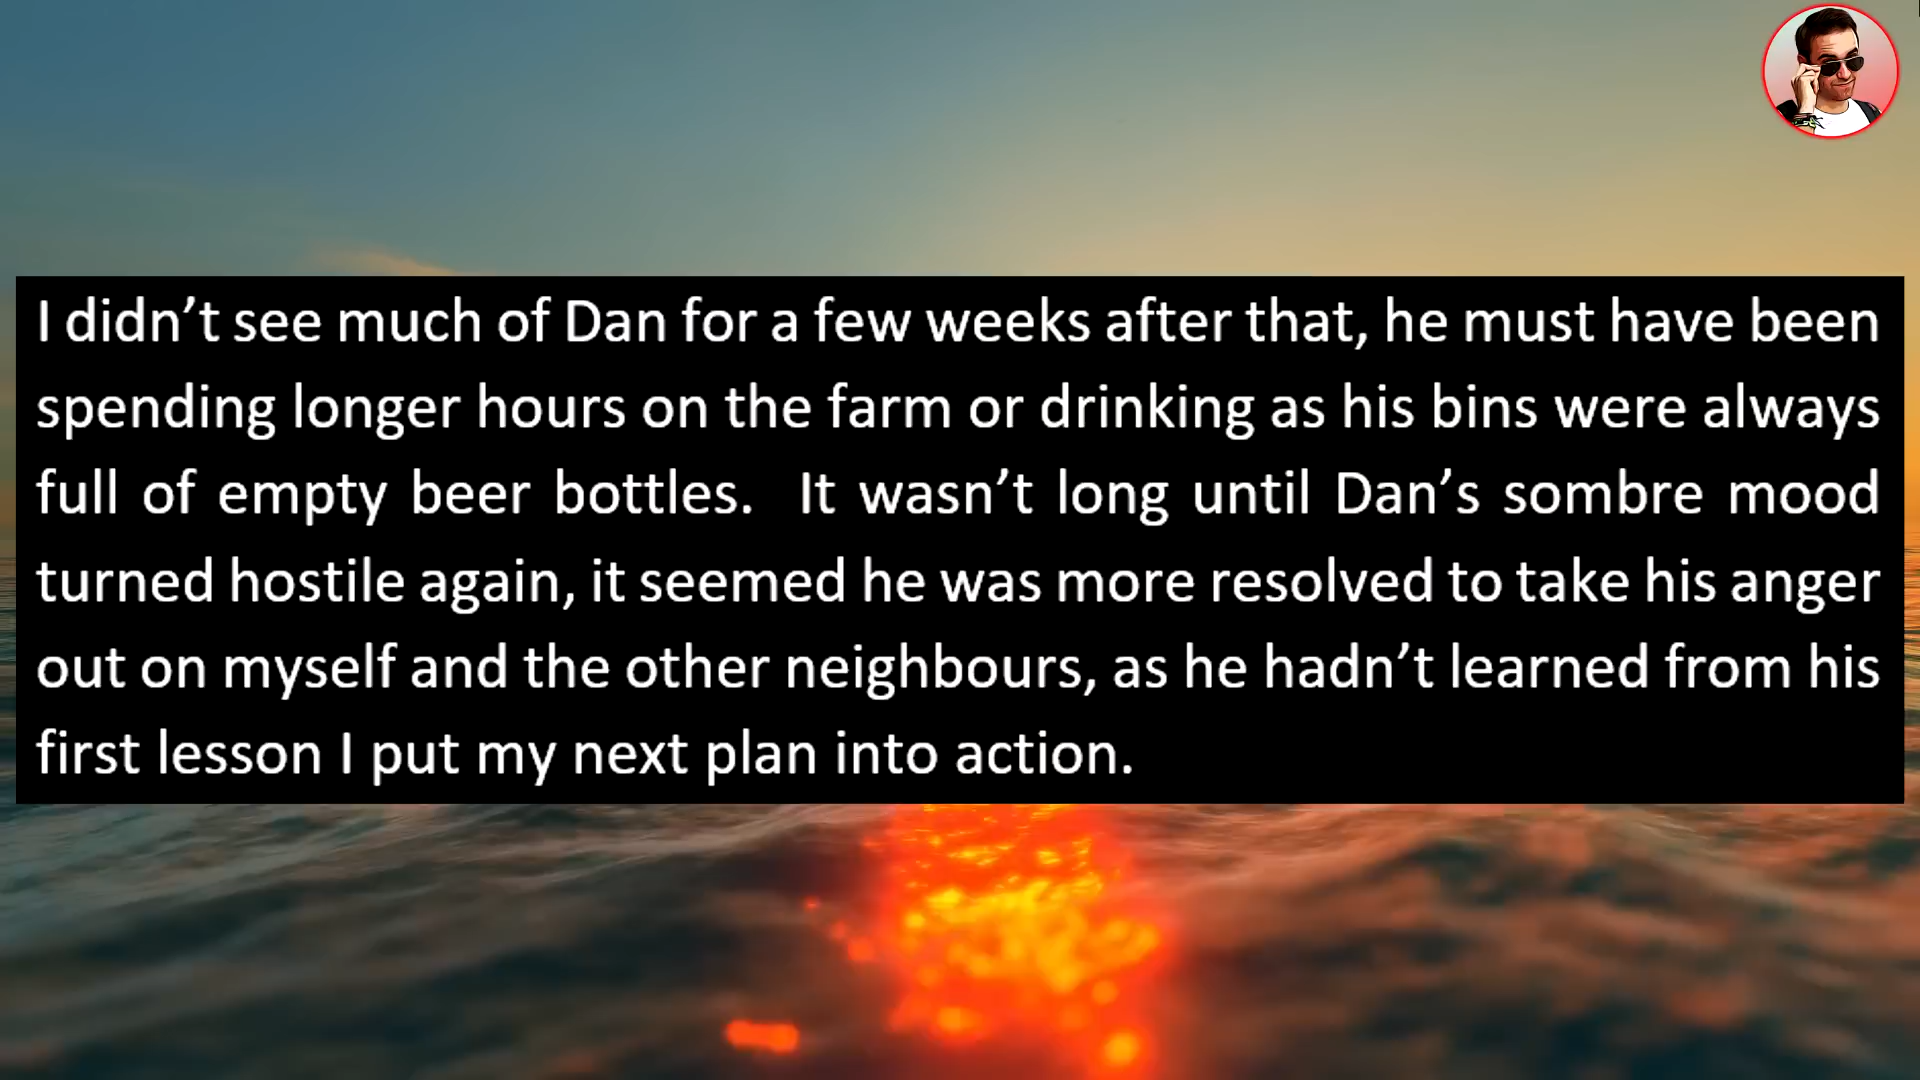 I didn’t see much of Dan for a few weeks after that, he must have been
spending longer hours on the farm or drinking as his bins were always
full of empty beer bottles.  It wasn’t long until Dan’s sombre mood
turned hostile again, it seemed he was more resolved to take his anger
out on myself and the other neighbours, as he hadn’t learned from his
first lesson I put my next plan into action.